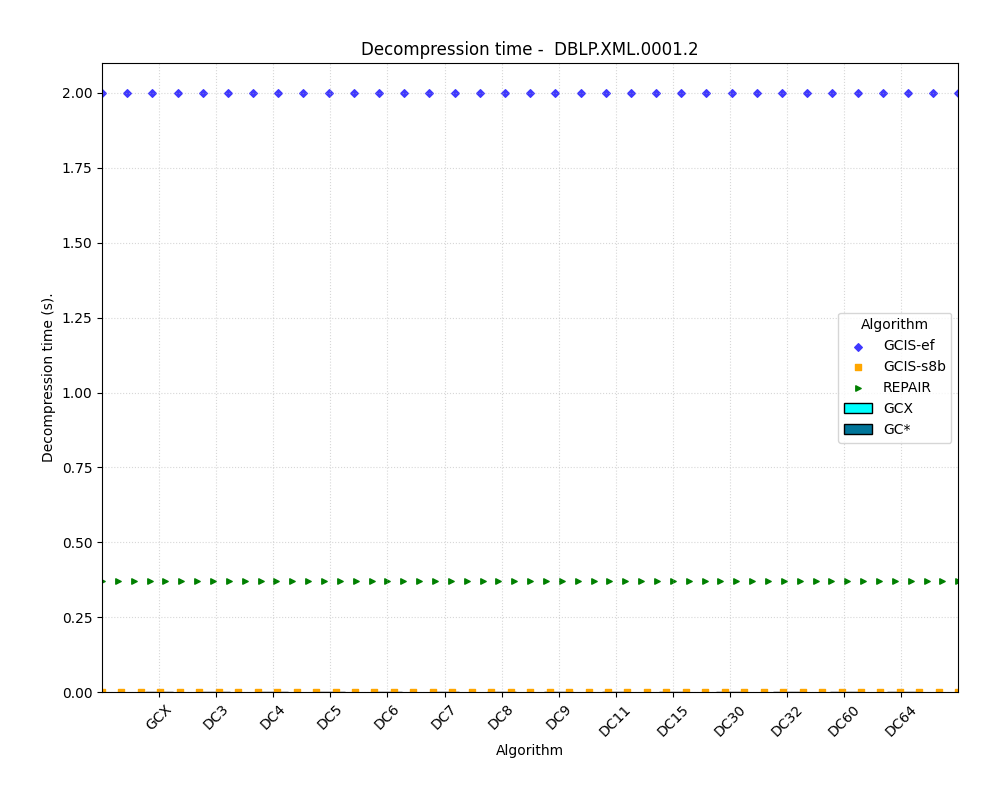 Decompression time -  DBLP.XML.0001.2
Decompression time (s).
2.00
1.75
1.50
1.25
1.00
0.75
0.50
0.25
0.00
Algorithm
GCIS-ef
GCIS-s8b
REPAIR
GCX
GC*
GCX
DC3
DC4
DC5
DC6
DC7
DC8
DC9
DC11
DC15
DC30
DC32
DC60
DC64
Algorithm